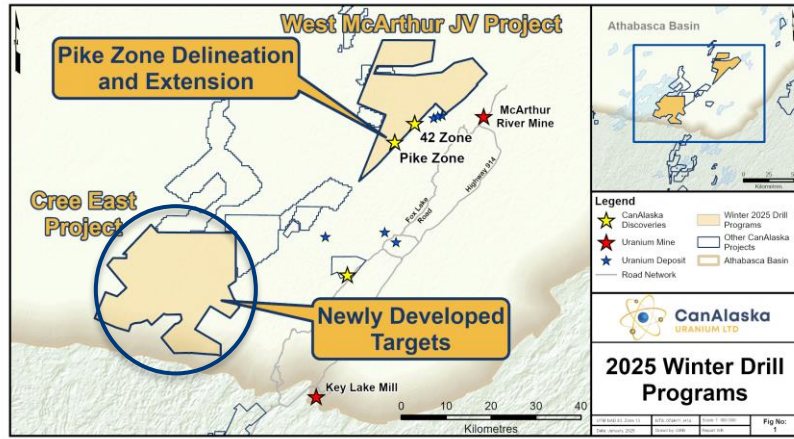 West McArthur JV Project
Pike Zone Delineation
and Extension
McArthur
River Mine
42 Zone
Pike Zone
Cree East
Project
Fox Lake
Road
Highway 914
Newly Developed
Targets
Key Lake Mill
0 10 20 30 40
Kilometres
Athabasca Basin
Kilometres
Legend
CanAlaska
Discoveries
Uranium Mine
Uranium Deposit
Road Network
Winter 2025 Drill
Programs
Other CanAlaska
Projects
Athabasca Basin
CanAlaska
URANIUM LTD
2025 Winter Drill
Programs
Fig No:
1